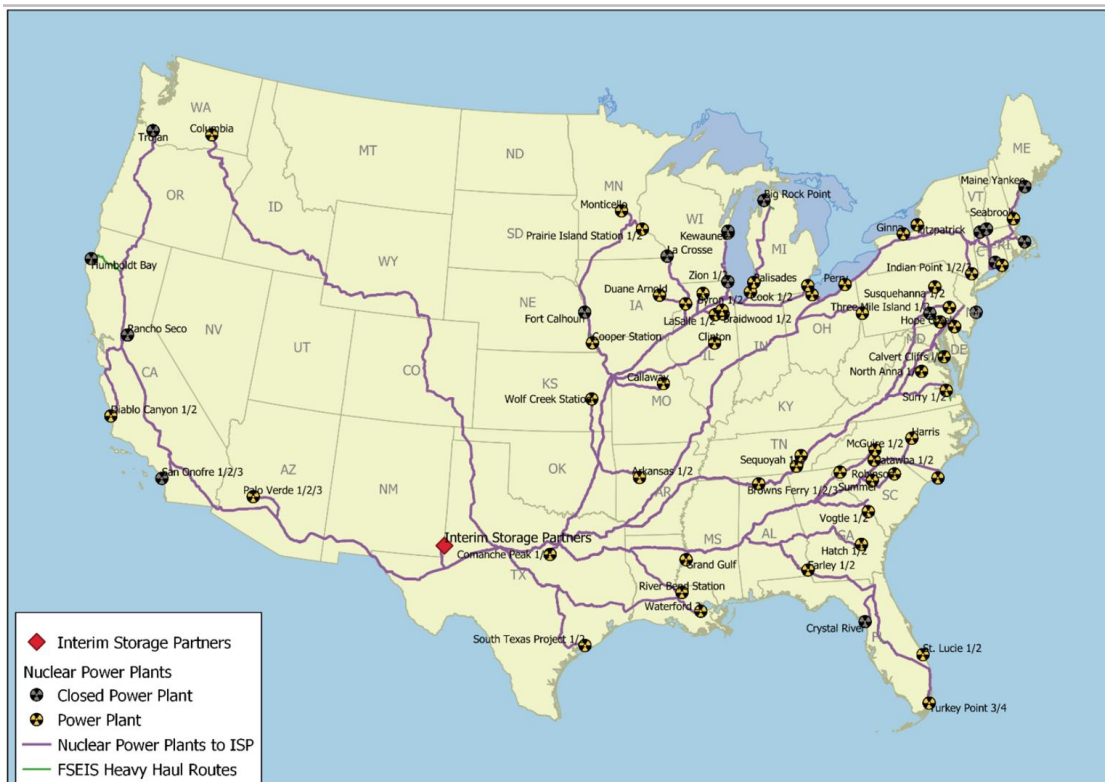 WA
Columbia
Trojan
MT
ND
ME
OR
ID
MN
Maine Yankee
VT
Big Rock Point
Monticello
WI
Seabrook
SD
Prairie Island Station 1/2
Kewaunee
MI
Ginna
Fitzpatrick
La Crosse
WY
RI
Humboldt Bay
Zion 1/2
Palisades
Perry
Indian Point 1/2/3
Duane Arnold
Byron 1/2
Cook 1/2
Susquehanna 1/2
NE
IA
Fort Calhoun
LaSalle 1/2
Braidwood 1/2
Three Mile Island 1/2
Rancho Seco
NV
OH
Cooper Station
Clinton
UT
IL
IN
MD
DE
Calvert Cliffs
CO
CA
KS
Callaway
North Anna
Wolf Creek Station
MO
Surry 1/2
Diablo Canyon 1/2
KY
Harris
TN
McGuire 1/2
Sequoyah
Catawba 1/2
San Onofre 1/2/3
OK
Arkansas 1/2
Robinson
AZ
AR
Browns Ferry 1/2/3
Summer
Palo Verde 1/2/3
NM
SC
Vogtle 1/2
Interim Storage Partners
MS
AL
GA
Hatch 1/2
Comanche Peak
Grand Gulf
Farley 1/2
TX
River Bend Station
Waterford 3
Crystal River
South Texas Project 1/2
St. Lucie 1/2
Turkey Point 3/4
Interim Storage Partners
Nuclear Power Plants
Closed Power Plant
Power Plant
Nuclear Power Plants to ISP
FSEIS Heavy Haul Routes